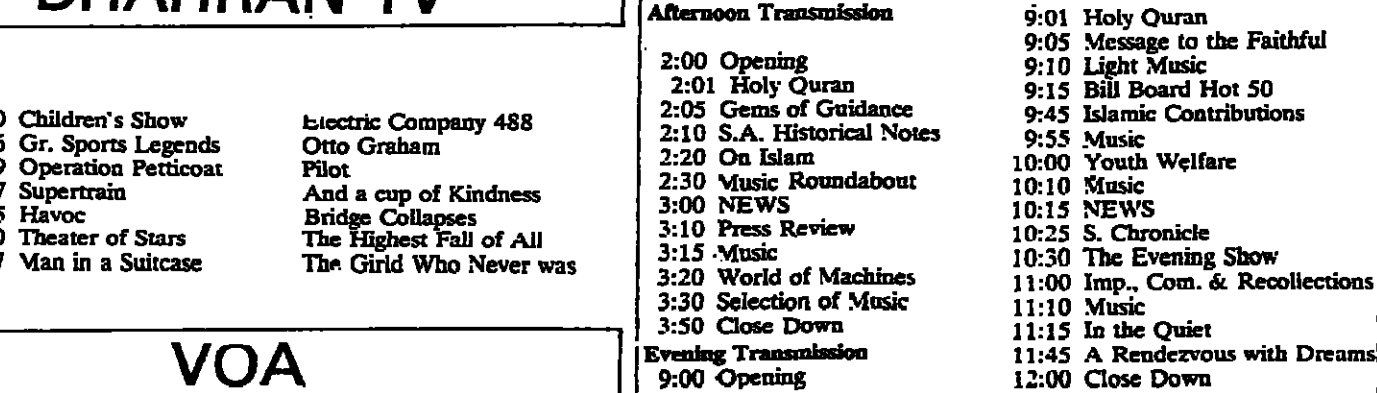 DHAHRAN TV
Children's Show Electric Company 488
Gr. Sports Legends Otto Graham
Operation Petticoat Pilot
Supertrain And a cup of Kindness
Havoc Bridge Collapses
Theater of Stars The Highest Fall of All
Man in a Suitcase The Girld Who Never was
VOA
Afternoon Transmission
2:00 Opening
2:01 Holy Quran
2:05 Gems of Guidance
2:10 S.A. Historical Notes
2:20 On Islam
2:30 Music Roundabout
3:00 NEWS
3:10 Press Review
3:15 Music
3:20 World of Machines
3:30 Selection of Music
3:50 Close Down
Evening Transmission
9:00 Opening
9:01 Holy Quran
9:05 Message to the Faithful
9:10 Light Music
9:15 Bill Board Hot 50
9:45 Islamic Contributions
9:55 Music
10:00 Youth Welfare
10:10 Music
10:15 NEWS
10:25 S. Chronicle
10:30 The Evening Show
11:00 Imp., Com. & Recollections
11:10 Music
11:15 In the Quiet
11:45 A Rendezvous with Dreams
12:00 Close Down